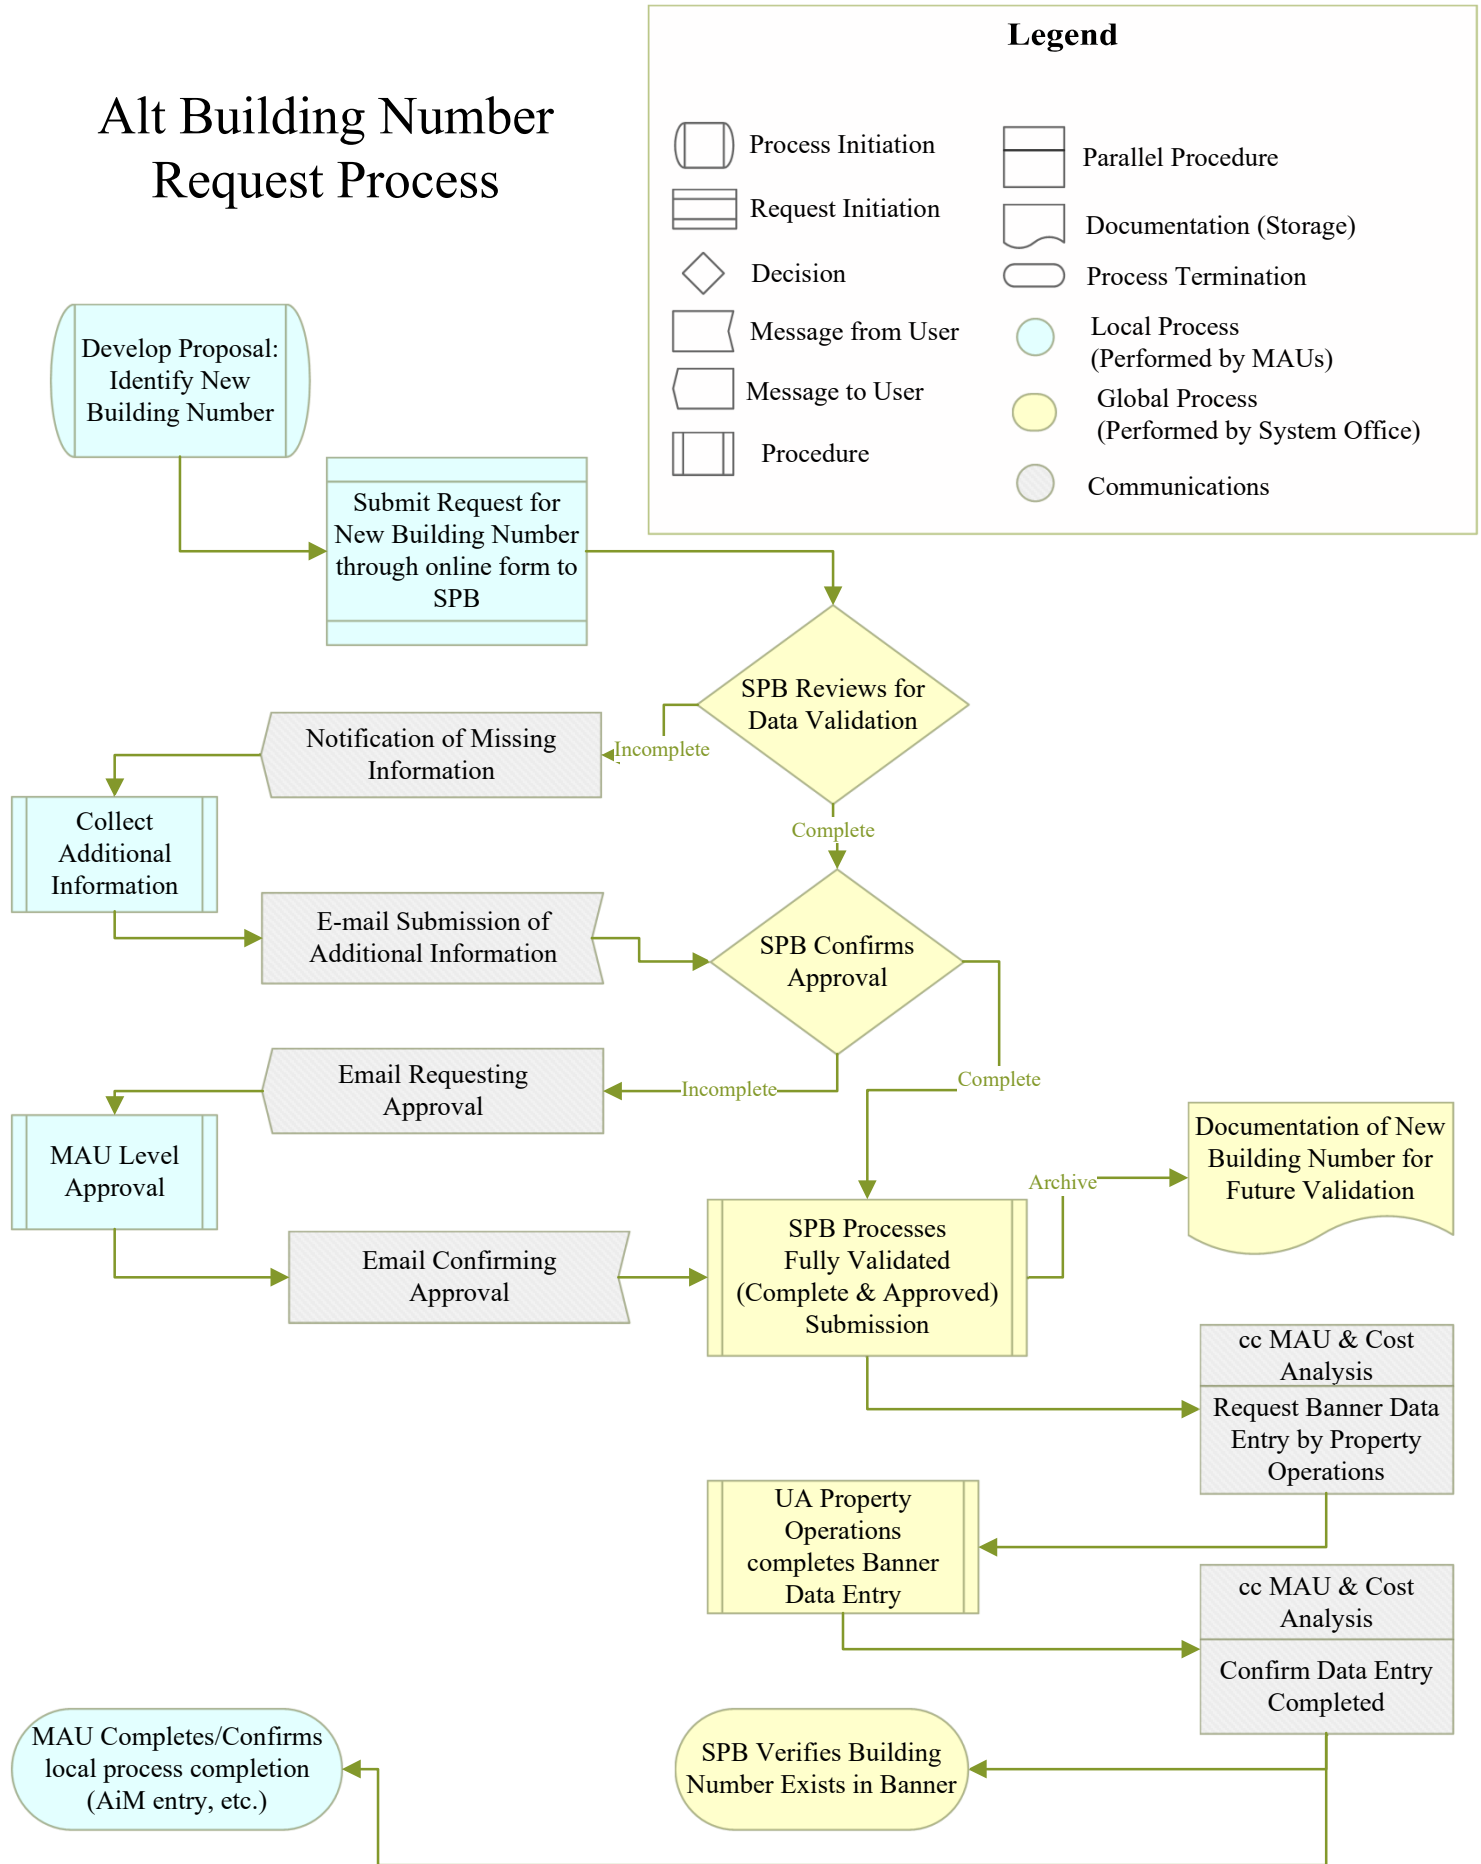 Alt Building Number
Request Process
Legend
Process Initiation
Request Initiation
Decision
Message from User
Message to User
Procedure
Parallel Procedure
Documentation (Storage)
Process Termination
Local Process
(Performed by MAUs)
Global Process
(Performed by System Office)
Communications
Develop Proposal:
Identify New
Building Number
Submit Request for
New Building Number
through online form to
SPB
SPB Reviews for
Data Validation
Incomplete
Notification of Missing
Information
Complete
Collect
Additional
Information
E-mail Submission of
Additional Information
SPB Confirms
Approval
Email Requesting
Approval
Incomplete
Complete
MAU Level
Approval
Email Confirming
Approval
SPB Processes
Fully Validated
(Complete & Approved)
Submission
Archive
Documentation of New
Building Number for
Future Validation
cc MAU & Cost
Analysis
Request Banner Data
Entry by Property
Operations
UA Property
Operations
completes Banner
Data Entry
cc MAU & Cost
Analysis
Confirm Data Entry
Completed
MAU Completes/Confirms
local process completion
(AiM entry, etc.)
SPB Verifies Building
Number Exists in Banner